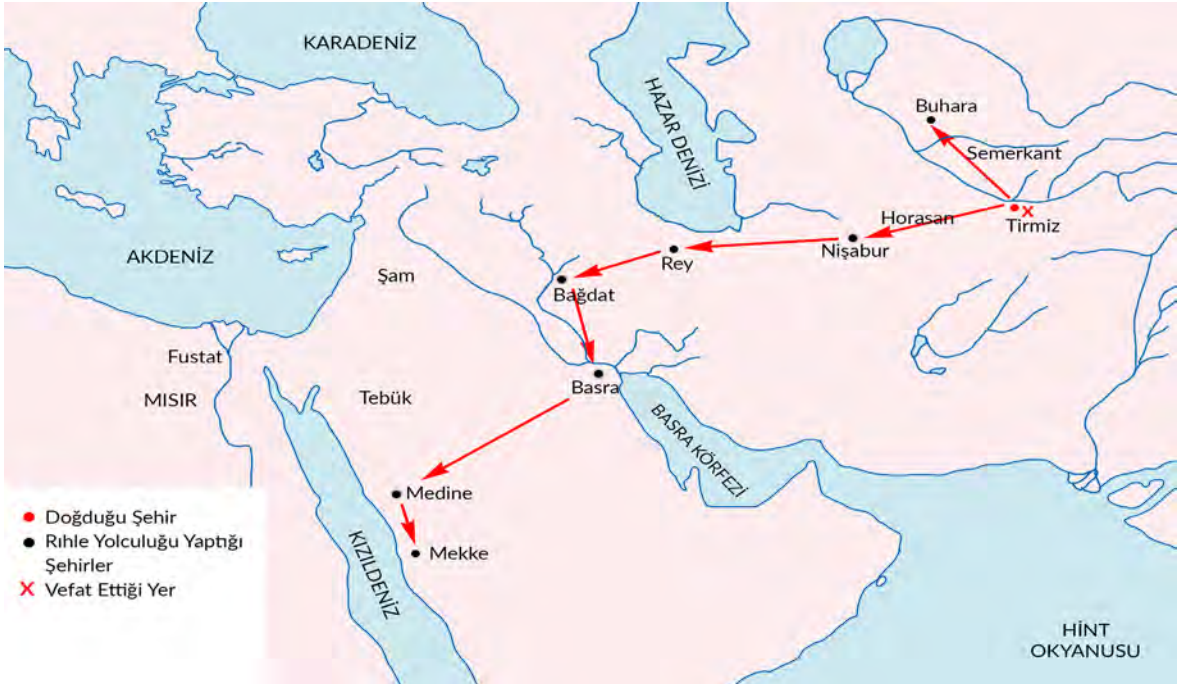 KARADENİZ
HAZAR DENİZİ
Buhara
Semerkant
Horasan
Tirmiz
Nişabur
Rey
AKDENİZ
Şam
Bağdat
Fustat
MISIR
Tebük
Basra
BASRA KÖRFEZİ
Medine
Mekke
KIZILDENİZ
HİNT
OKYANUSU
Doğduğu Şehir
Rıhle Yolculuğu Yaptığı
Şehirler
Vefat Ettiği Yer